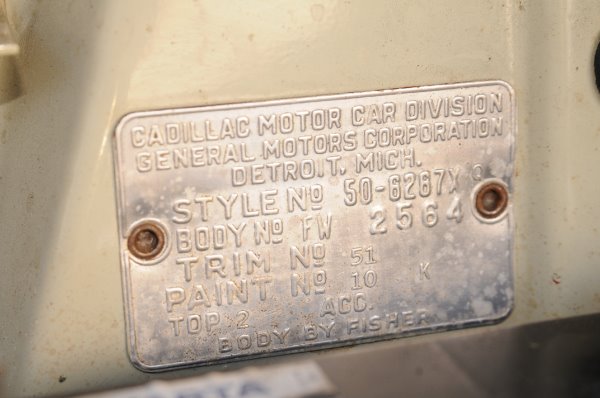 CADILLAC MOTOR CAR DIVISION
GENERAL MOTORS CORPORATION
DETROIT, MICH.
STYLE Nº 50-6267X
BODY Nº FW 2564
TRIM Nº 51
PAINT Nº 10 K
TOP 2 ACC.
BODY BY FISHER